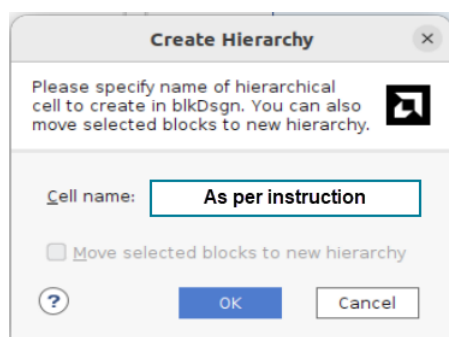 Create Hierarchy
×
Please specify name of hierarchical
cell to create in blkDsgn. You can also
move selected blocks to new hierarchy.
Cell name: As per instruction
Move selected blocks to new hierarchy
? OK Cancel